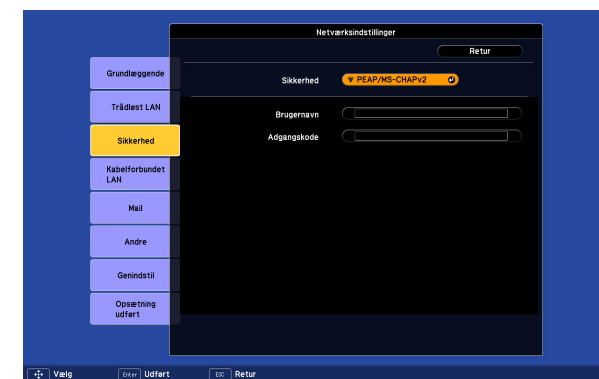 Netværksindstillinger
Retur
Grundlæggende
Trådløst LAN
Sikkerhed
Kabelforbundet
LAN
Mail
Andre
Genindstil
Opsætning
udført
Sikkerhed PEAP/MS-CHAPv2
Brugernavn
Adgangskode
Vælg Enter Udført ESC Retur